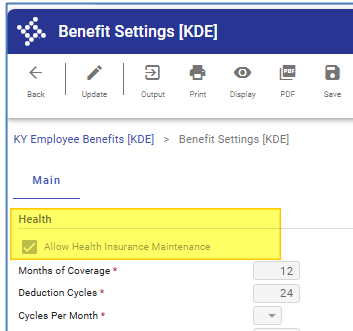 Benefit Settings [KDE]
Back Update Output Print Display PDF Save
KY Employee Benefits [KDE] > Benefit Settings [KDE]
Main
Health
Allow Health Insurance Maintenance
Months of Coverage * 12
Deduction Cycles * 24
Cycles Per Month *